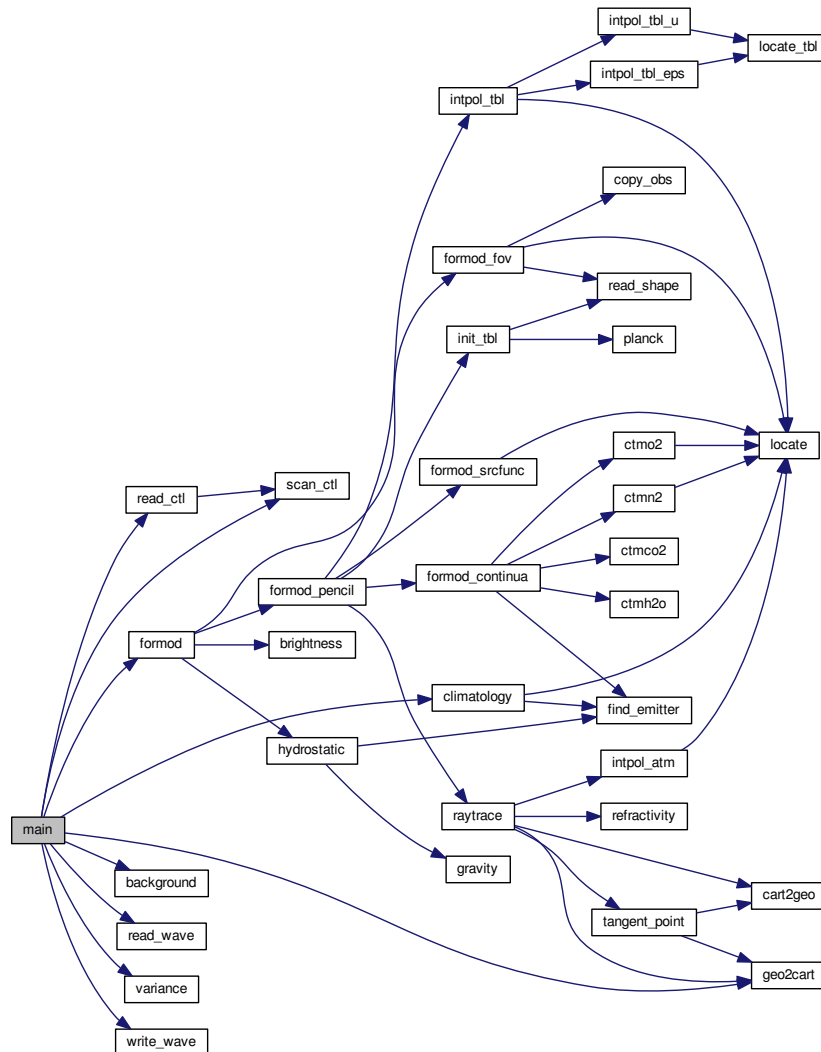 intpol_tbl_u
locate_tbl
intpol_tbl_eps
intpol_tbl
copy_obs
formod_fov
read_shape
init_tbl
planck
ctmo2
locate
formod_srcfunc
scan_ctl
read_ctl
ctmn2
ctmco2
formod_continua
formod_pencil
ctmh2o
formod
brightness
climatology
find_emitter
hydrostatic
intpol_atm
raytrace
refractivity
main
gravity
background
cart2geo
tangent_point
read_wave
geo2cart
variance
write_wave